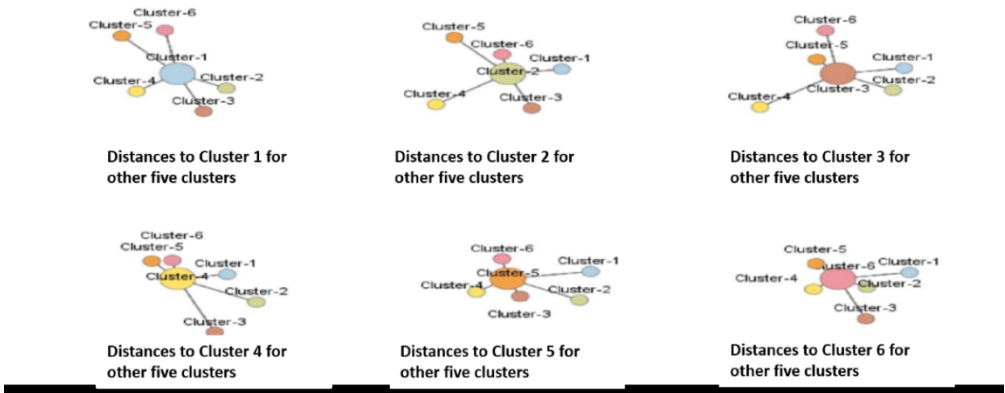 Cluster-6
Cluster-5
Cluster-1
Cluster-4
Cluster-2
Cluster-3
Distances to Cluster 1 for
other five clusters
Cluster-5
Cluster-6
Cluster-1
Cluster-2
Cluster-4
Cluster-3
Distances to Cluster 2 for
other five clusters
Cluster-6
Cluster-5
Cluster-1
Cluster-2
Cluster-3
Cluster-4
Distances to Cluster 3 for
other five clusters
Cluster-6
Cluster-5
Cluster-1
Cluster-4
Cluster-2
Cluster-3
Distances to Cluster 4 for
other five clusters
Cluster-6
Cluster-1
Cluster-5
Cluster-4
Cluster-2
Cluster-3
Distances to Cluster 5 for
other five clusters
Cluster-5
Cluster-1
luster-6
Cluster-4
Cluster-2
Cluster-3
Distances to Cluster 6 for
other five clusters